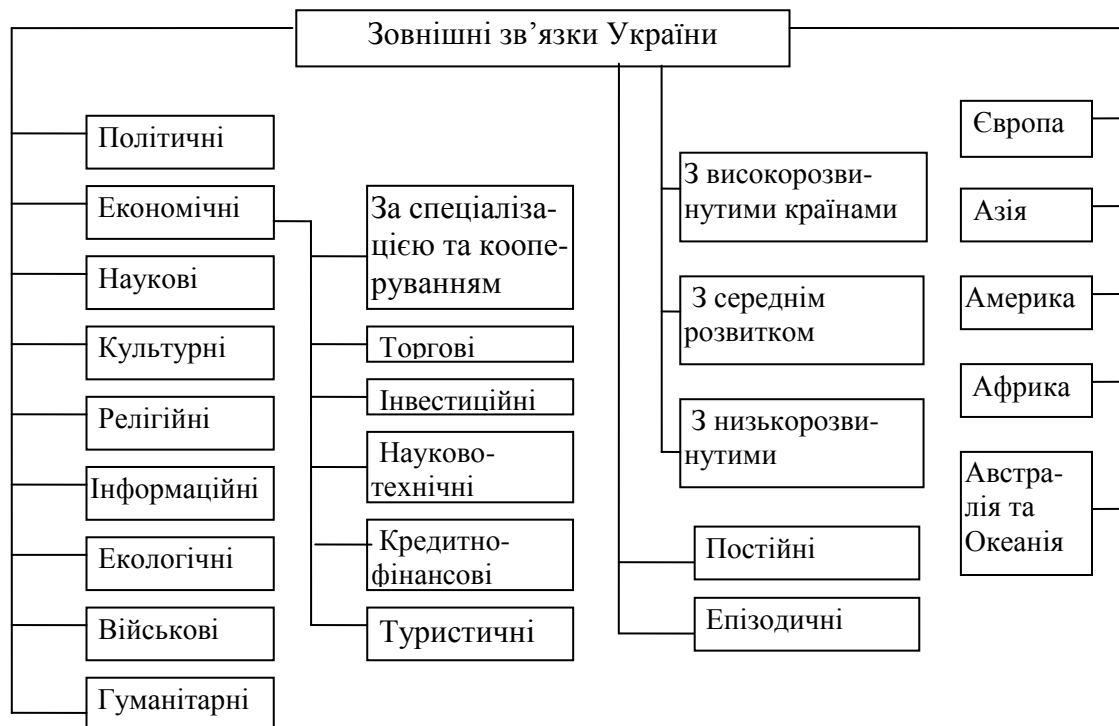 Зовнішні зв’язки України
Політичні
Економічні
Наукові
Культурні
Релігійні
Інформаційні
Екологічні
Військові
Гуманітарні
За спеціаліза-
цією та коопе-
руванням
Торгові
Інвестиційні
Науково-
технічні
Кредитно-
фінансові
Туристичні
З високорозви-
нутими країнами
З середнім
розвитком
З низькорозви-
нутими
Постійні
Епізодичні
Європа
Азія
Америка
Африка
Австра-
лія та
Океанія